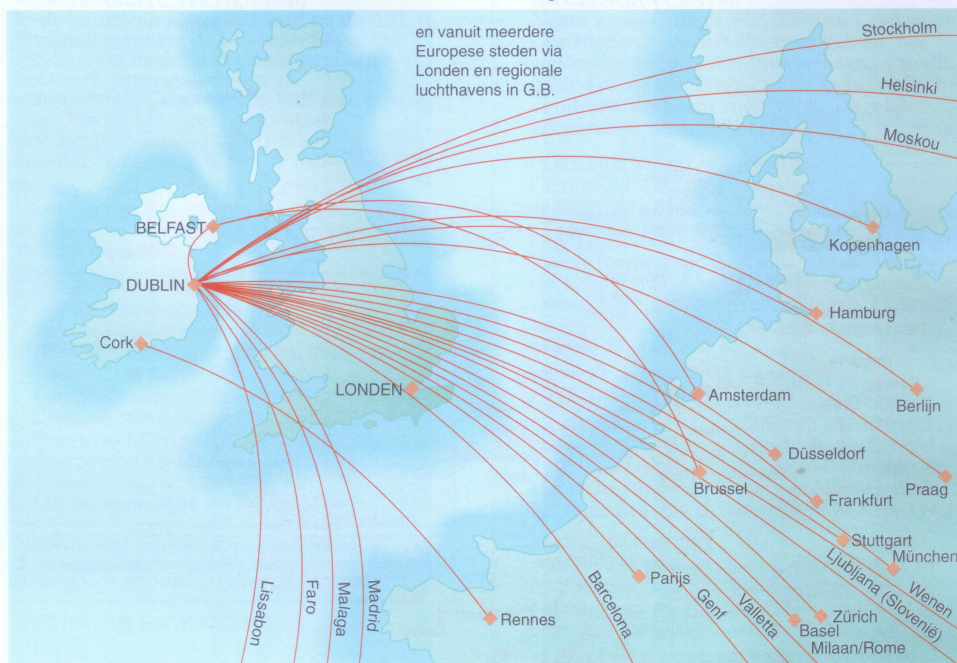 en vanuit meerdere
Europese steden via
Londen en regionale
luchthavens in G.B.
Stockholm
Helsinki
Moskou
BELFAST
Kopenhagen
DUBLIN
Hamburg
Cork
LONDEN
Amsterdam
Berlijn
Düsseldorf
Brussel
Praag
Frankfurt
Stuttgart
München
Ljubljana (Slovenië)
Wenen
Lissabon
Faro
Malaga
Madrid
Rennes
Barcelona
Parijs
Genf
Valletta
Zürich
Basel
Milaan/Rome